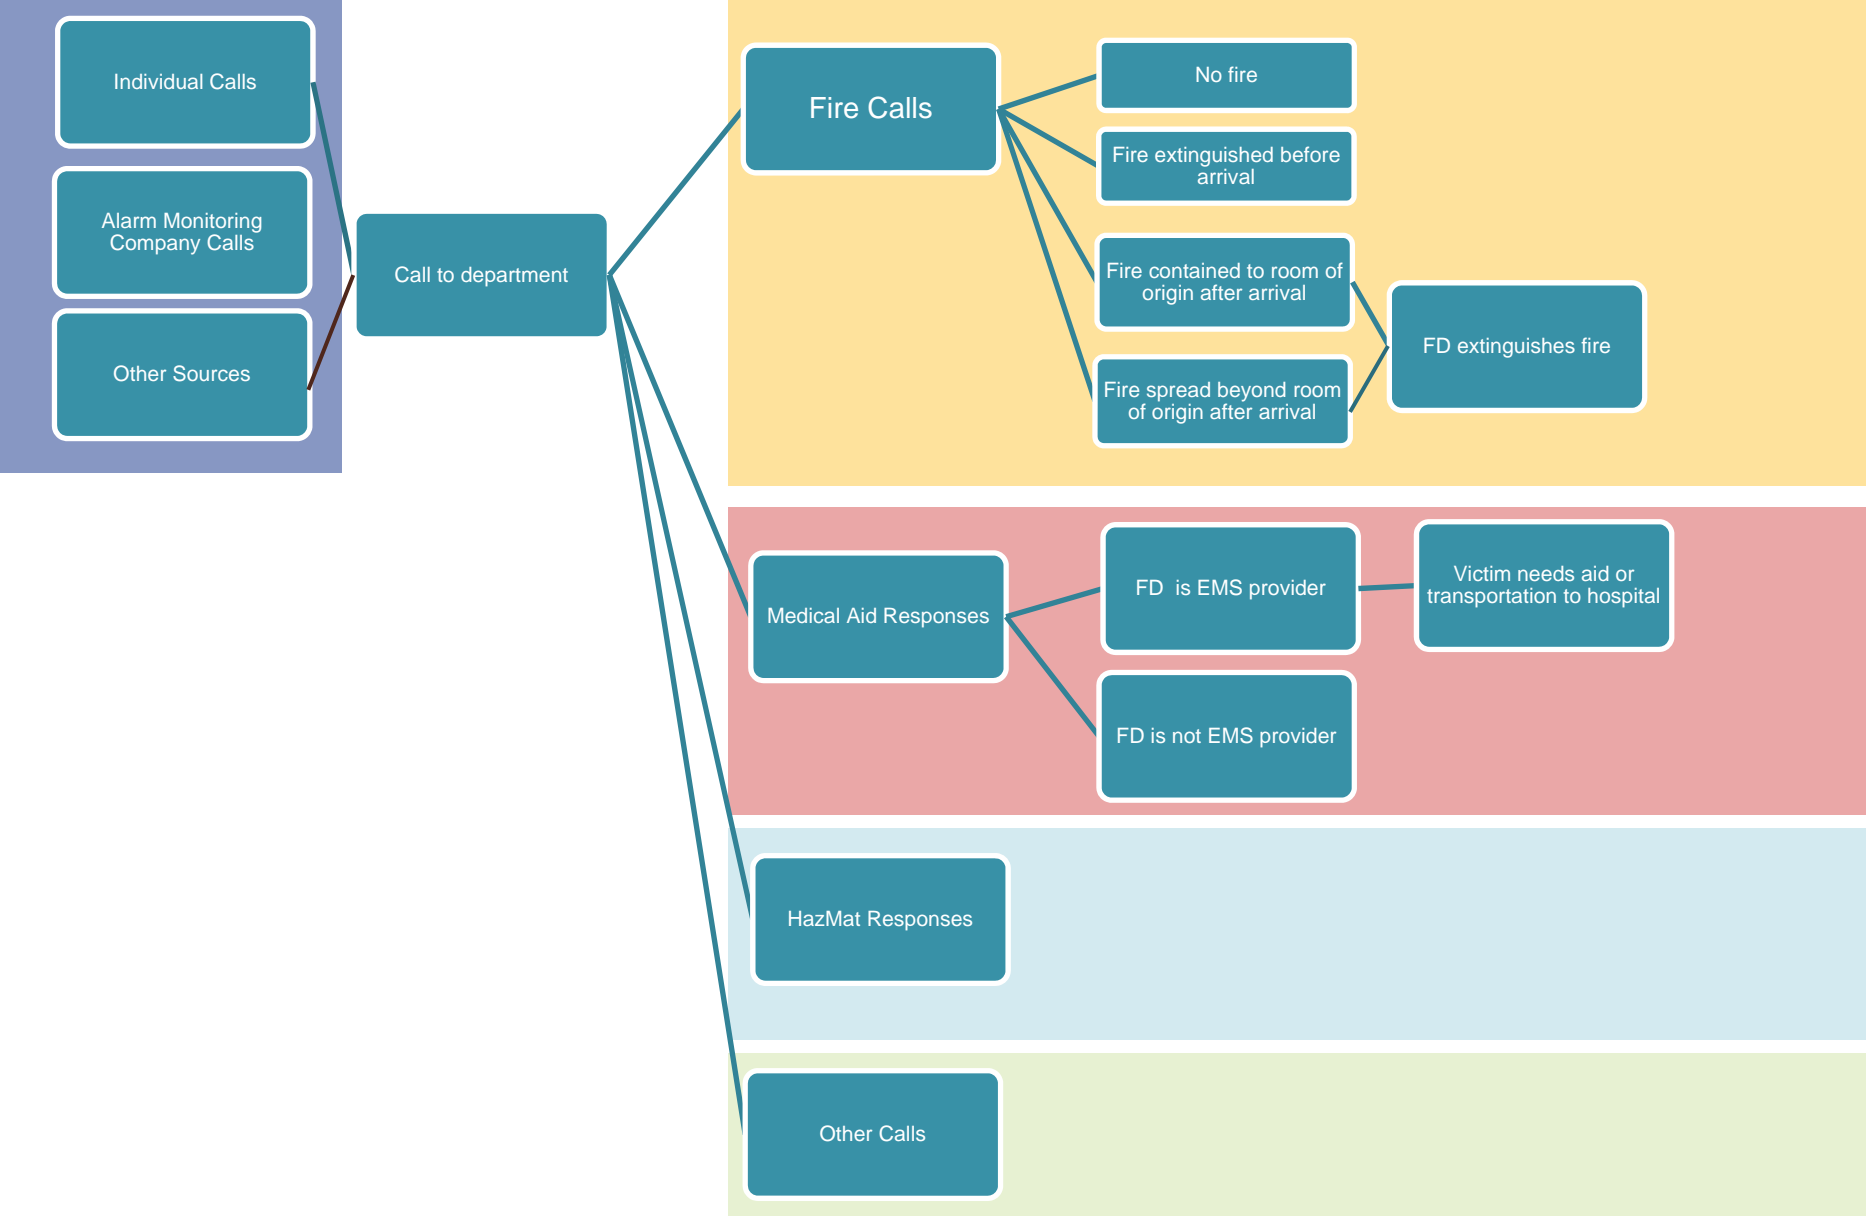 Individual Calls
Alarm Monitoring
Company Calls
Other Sources
Call to department
Fire Calls
No fire
Fire extinguished before
arrival
Fire contained to room of
origin after arrival
Fire spread beyond room
of origin after arrival
FD extinguishes fire
Medical Aid Responses
FD  is EMS provider
Victim needs aid or
transportation to hospital
FD is not EMS provider
HazMat Responses
Other Calls